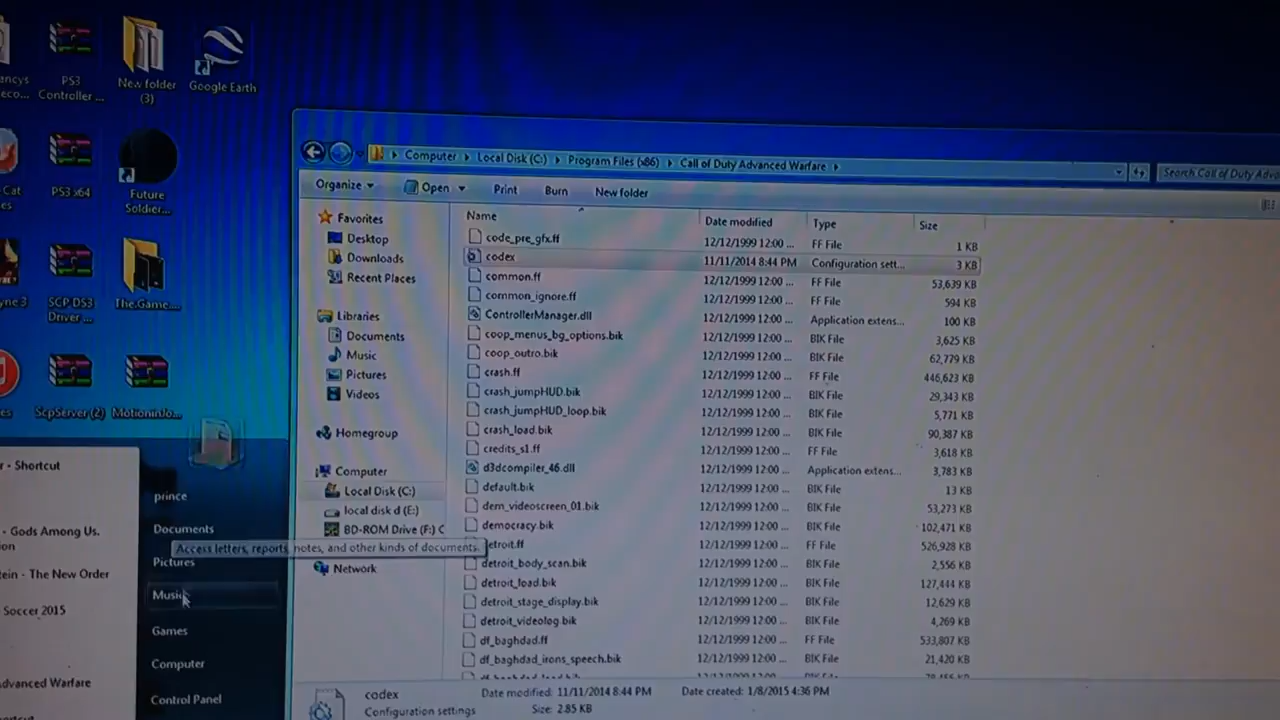 PS3
Controller ...
New folder
(3)
Google Earth
PS3 x64
Future
Soldier...
Cat
SCP DS3
Driver ...
The.Game....
ScpServer (2)
MotioninJo...
Computer
Local Disk (C:)
Program Files (x86)
Call of Duty Advanced Warfare
Search Call of Duty Adva
Organize
Open
Print
Burn
New folder
Favorites
Desktop
Downloads
Recent Places
Libraries
Documents
Music
Pictures
Videos
Homegroup
Computer
Local Disk (C:)
local disk d (E:)
BD-ROM Drive (F:) C
Network
Name Date modified Type Size
code_pre_gfx.ff 12/12/1999 12:00 ... FF File 1 KB
codex 11/11/2014 8:44 PM Configuration sett... 3 KB
common.ff 12/12/1999 12:00 ... FF File 53,639 KB
common_ignore.ff 12/12/1999 12:00 ... FF File 594 KB
ControllerManager.dll 12/12/1999 12:00 ... Application extens... 100 KB
coop_menus_bg_options.bik 12/12/1999 12:00 ... BIK File 3,625 KB
coop_outro.bik 12/12/1999 12:00 ... BIK File 62,779 KB
crash.ff 12/12/1999 12:00 ... FF File 446,623 KB
crash_jumpHUD.bik 12/12/1999 12:00 ... BIK File 29,343 KB
crash_jumpHUD_loop.bik 12/12/1999 12:00 ... BIK File 5,771 KB
crash_load.bik 12/12/1999 12:00 ... BIK File 90,387 KB
credits_s1.ff 12/12/1999 12:00 ... FF File 3,618 KB
d3dcompiler_46.dll 12/12/1999 12:00 ... Application extens... 3,783 KB
default.bik 12/12/1999 12:00 ... BIK File 13 KB
dem_videoscreen_01.bik 12/12/1999 12:00 ... BIK File 53,273 KB
democracy.bik 12/12/1999 12:00 ... BIK File 102,471 KB
detroit.ff 12/12/1999 12:00 ... FF File 526,928 KB
detroit_body_scan.bik 12/12/1999 12:00 ... BIK File 2,556 KB
detroit_load.bik 12/12/1999 12:00 ... BIK File 127,444 KB
detroit_stage_display.bik 12/12/1999 12:00 ... BIK File 12,629 KB
detroit_videolog.bik 12/12/1999 12:00 ... BIK File 4,269 KB
df_baghdad.ff 12/12/1999 12:00 ... FF File 533,807 KB
df_baghdad_irons_speech.bik 12/12/1999 12:00 ... BIK File 21,420 KB
codex Date modified: 11/11/2014 8:44 PM Date created: 1/8/2015 4:36 PM
Configuration settings Size: 2.85 KB
r - Shortcut
- Gods Among Us.
tein - The New Order
Soccer 2015
Advanced Warfare
prince
Documents
Access letters, reports, notes, and other kinds of documents.
Pictures
Music
Games
Computer
Control Panel